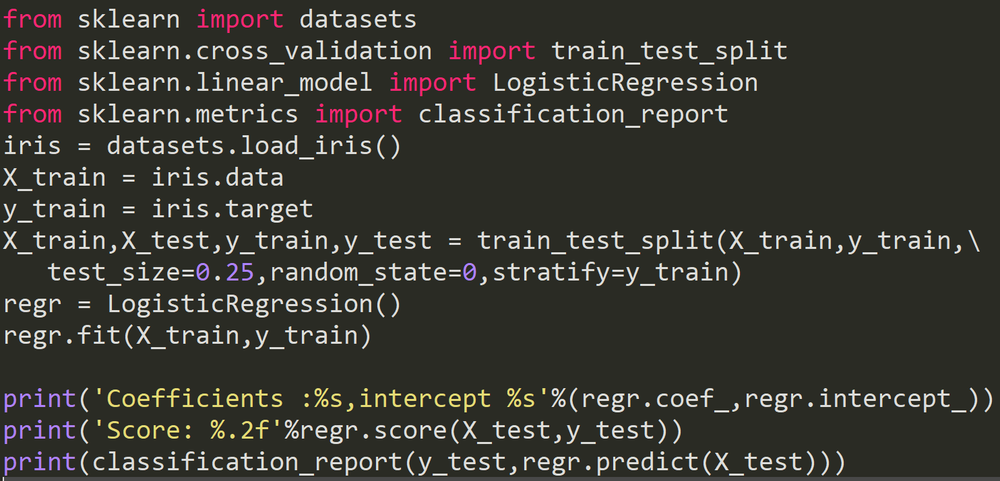 from sklearn import datasets
from sklearn.cross_validation import train_test_split
from sklearn.linear_model import LogisticRegression
from sklearn.metrics import classification_report
iris = datasets.load_iris()
X_train = iris.data
y_train = iris.target
X_train,X_test,y_train,y_test = train_test_split(X_train,y_train,\
   test_size=0.25,random_state=0,stratify=y_train)
regr = LogisticRegression()
regr.fit(X_train,y_train)
print('Coefficients :%s,intercept %s'%(regr.coef_,regr.intercept_))
print('Score: %.2f'%regr.score(X_test,y_test))
print(classification_report(y_test,regr.predict(X_test)))